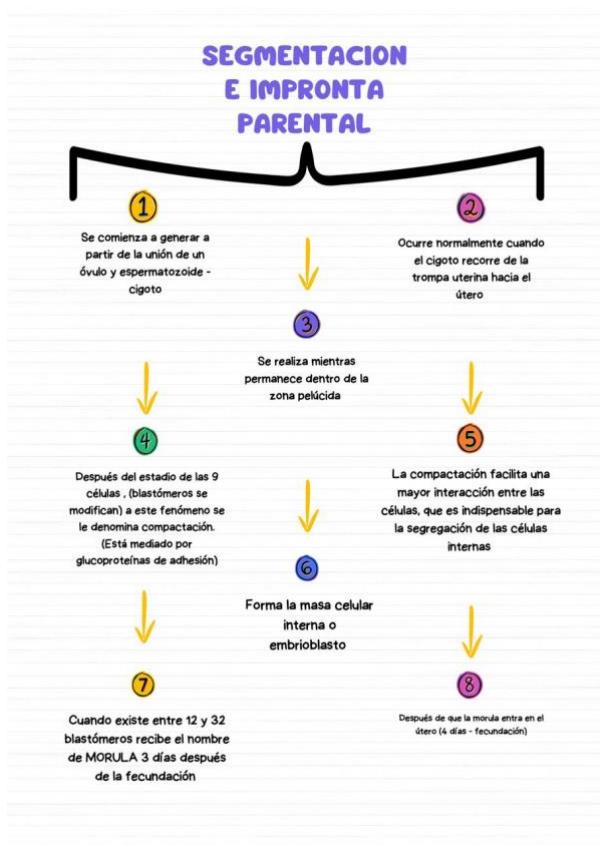 SEGMENTACION
E IMPRONTA
PARENTAL
1
Se comienza a generar a
partir de la unión de un
óvulo y espermatozoide -
cigoto
2
Ocurre normalmente cuando
el cigoto recorre de la
trompa uterina hacia el
útero
3
Se realiza mientras
permanece dentro de la
zona pelúcida
4
Después del estadio de las 9
células , (blastómeros se
modifican) a este fenómeno se
le denomina compactación.
(Está mediado por
glucoproteínas de adhesión)
5
La compactación facilita una
mayor interacción entre las
células, que es indispensable para
la segregación de las células
internas
6
Forma la masa celular
interna o
embrioblasto
7
Cuando existe entre 12 y 32
blastómeros recibe el nombre
de MORULA 3 días después
de la fecundación
8
Después de que la morula entra en el
útero (4 días - fecundación)